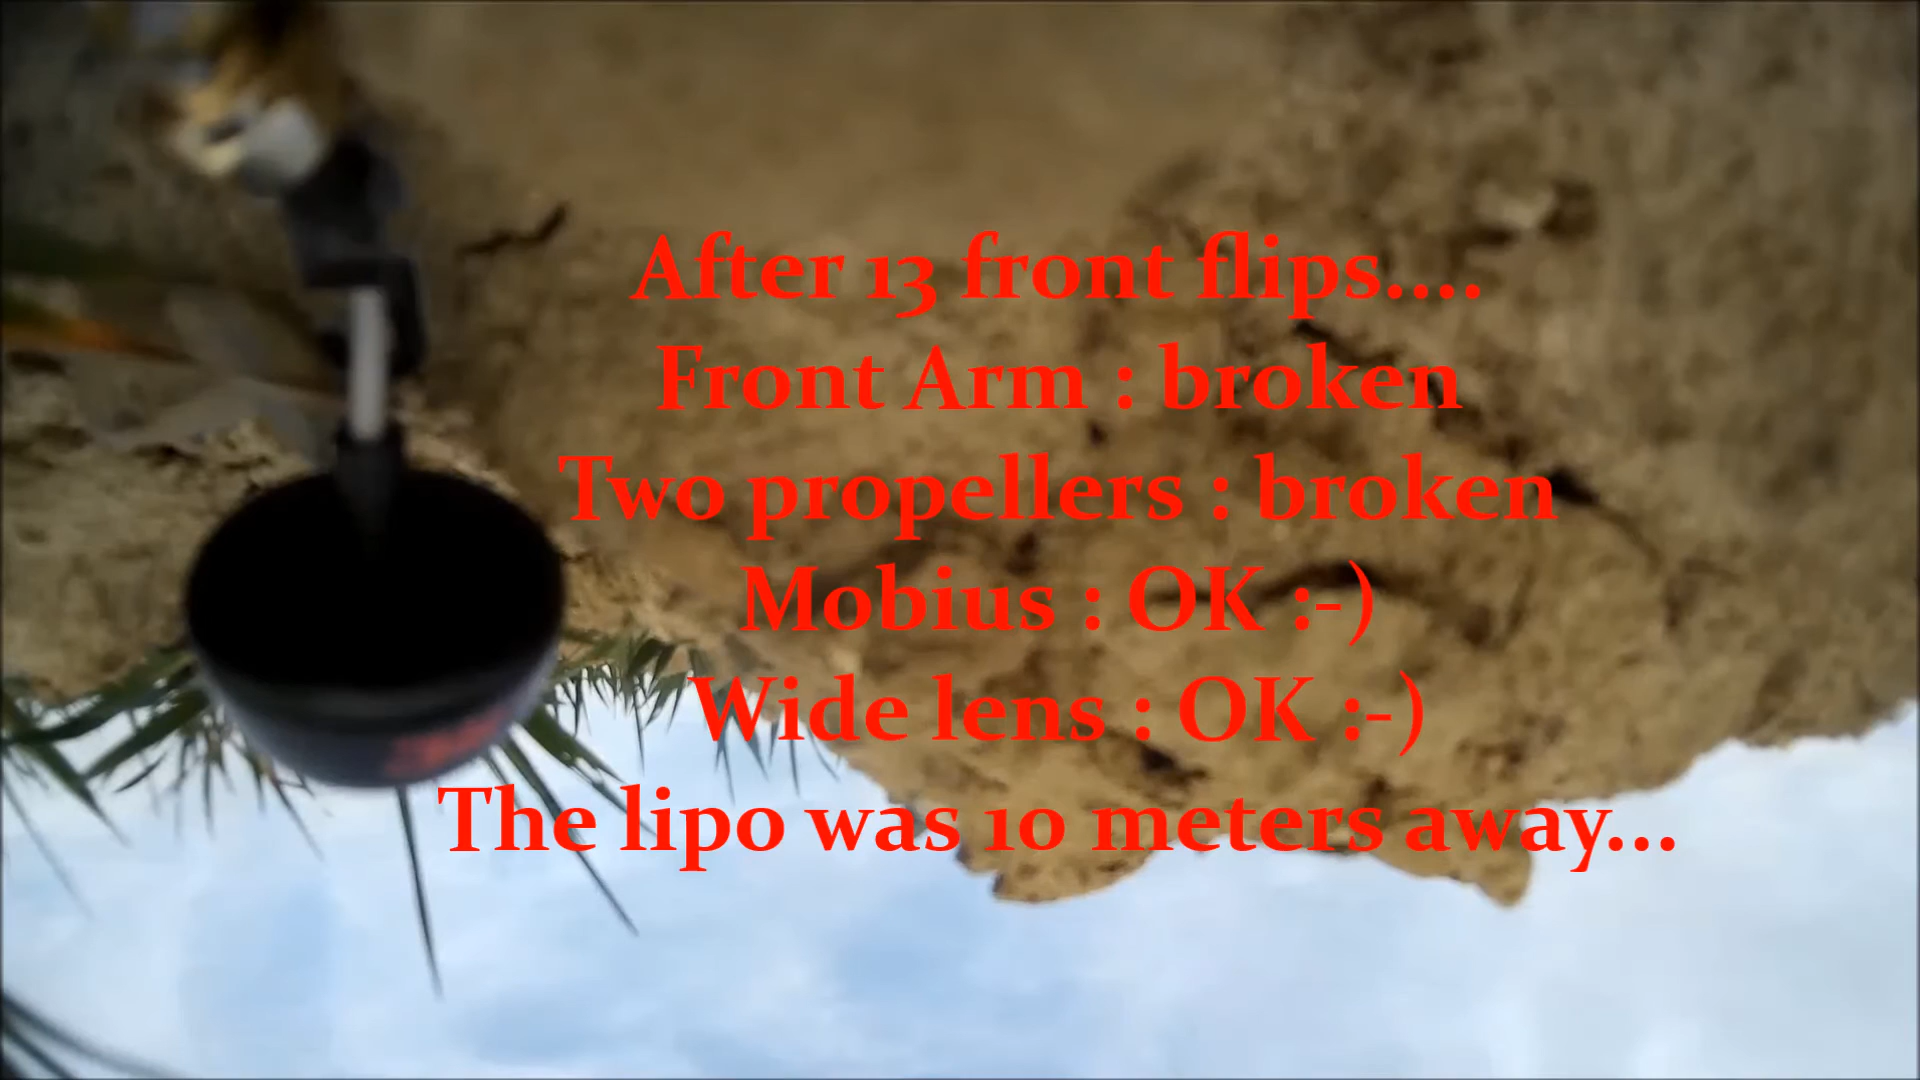 After 13 front flips....
Front Arm : broken
Two propellers : broken
Mobius : OK :-)
Wide lens : OK :-)
The lipo was 10 meters away...